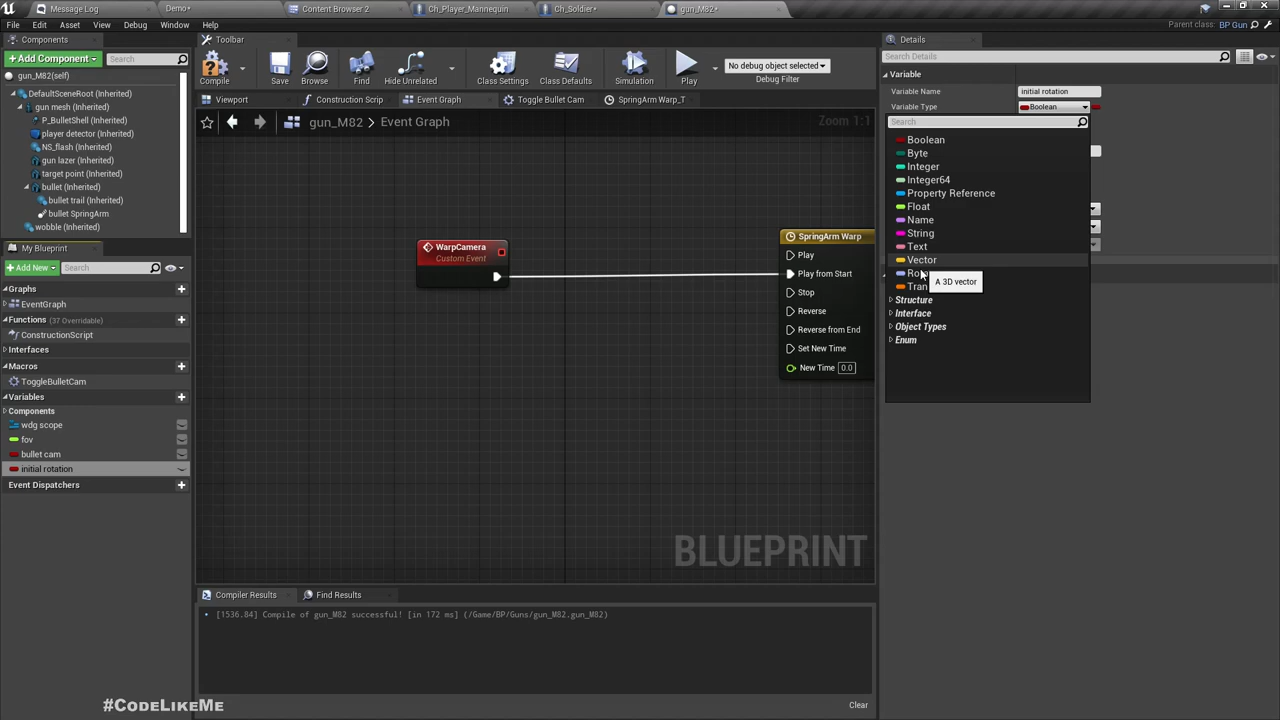 Message Log
Demo•
Content Browser 2
Ch_Player_Mannequin
Ch_Soldier•
gun_M82•
File
Edit
Asset
View
Debug
Window
Help
Parent class: BP Gun
Components
Toolbar
Details
+ Add Component
Search
Compile
Save
Browse
Find
Hide Unrelated
Class Settings
Class Defaults
Simulation
Play
No debug object selected
Debug Filter
Search Details
gun_M82(self)
DefaultSceneRoot (Inherited)
gun mesh (Inherited)
P_BulletShell (Inherited)
player detector (Inherited)
NS_flash (Inherited)
gun lazer (Inherited)
target point (Inherited)
bullet (Inherited)
bullet trail (Inherited)
bullet SpringArm
wobble (Inherited)
Viewport
Construction Scrip
Event Graph
Toggle Bullet Cam
SpringArm Warp_T
gun_M82 > Event Graph
Zoom 1:1
Variable
Variable Name
initial rotation
Variable Type
Boolean
Search
Boolean
Byte
Integer
Integer64
Property Reference
Float
Name
String
Text
Vector
A 3D vector
Structure
Interface
Object Types
Enum
WarpCamera
Custom Event
SpringArm Warp
Play
Play from Start
Stop
Reverse
Reverse from End
Set New Time
New Time 0.0
My Blueprint
+ Add New
Search
Graphs
EventGraph
Functions (37 Overridable)
ConstructionScript
Interfaces
Macros
ToggleBulletCam
Variables
Components
wdg scope
fov
bullet cam
initial rotation
Event Dispatchers
BLUEPRINT
Compiler Results
Find Results
[1536.84] Compile of gun_M82 successful! [in 172 ms] (/Game/BP/Guns/gun_M82.gun_M82)
Clear
#CodeLikeMe